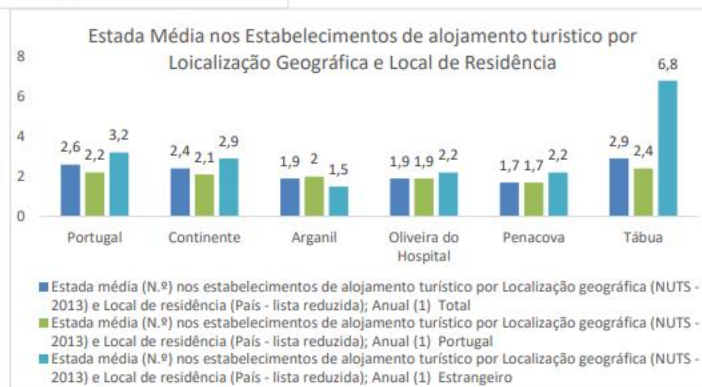 Estada Média nos Estabelecimentos de alojamento turistico por
Loicalização Geográfica e Local de Residência
8
6
4
2
0
2,6
2,2
3,2
2,4
2,1
2,9
1,9
2
1,5
1,9
1,9
2,2
1,7
1,7
2,2
2,9
2,4
6,8
Portugal
Continente
Arganil
Oliveira do
Hospital
Penacova
Tábua
Estada média (N.º) nos estabelecimentos de alojamento turístico por Localização geográfica (NUTS -
2013) e Local de residência (País - lista reduzida); Anual (1) Total
Estada média (N.º) nos estabelecimentos de alojamento turístico por Localização geográfica (NUTS -
2013) e Local de residência (País - lista reduzida); Anual (1) Portugal
Estada média (N.º) nos estabelecimentos de alojamento turístico por Localização geográfica (NUTS -
2013) e Local de residência (País - lista reduzida); Anual (1) Estrangeiro